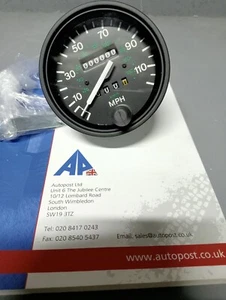 50 70
90
30
110
10
MPH
AP
Autopost Ltd
Unit 6 The Jubilee Centre
10/12 Lombard Road
South Wimbledon
London
SW19 3TZ
Tel: 020 8417 0243
Fax: 020 8540 5437
Email: sales@autopost.co.uk
http://www.autopost.co.uk